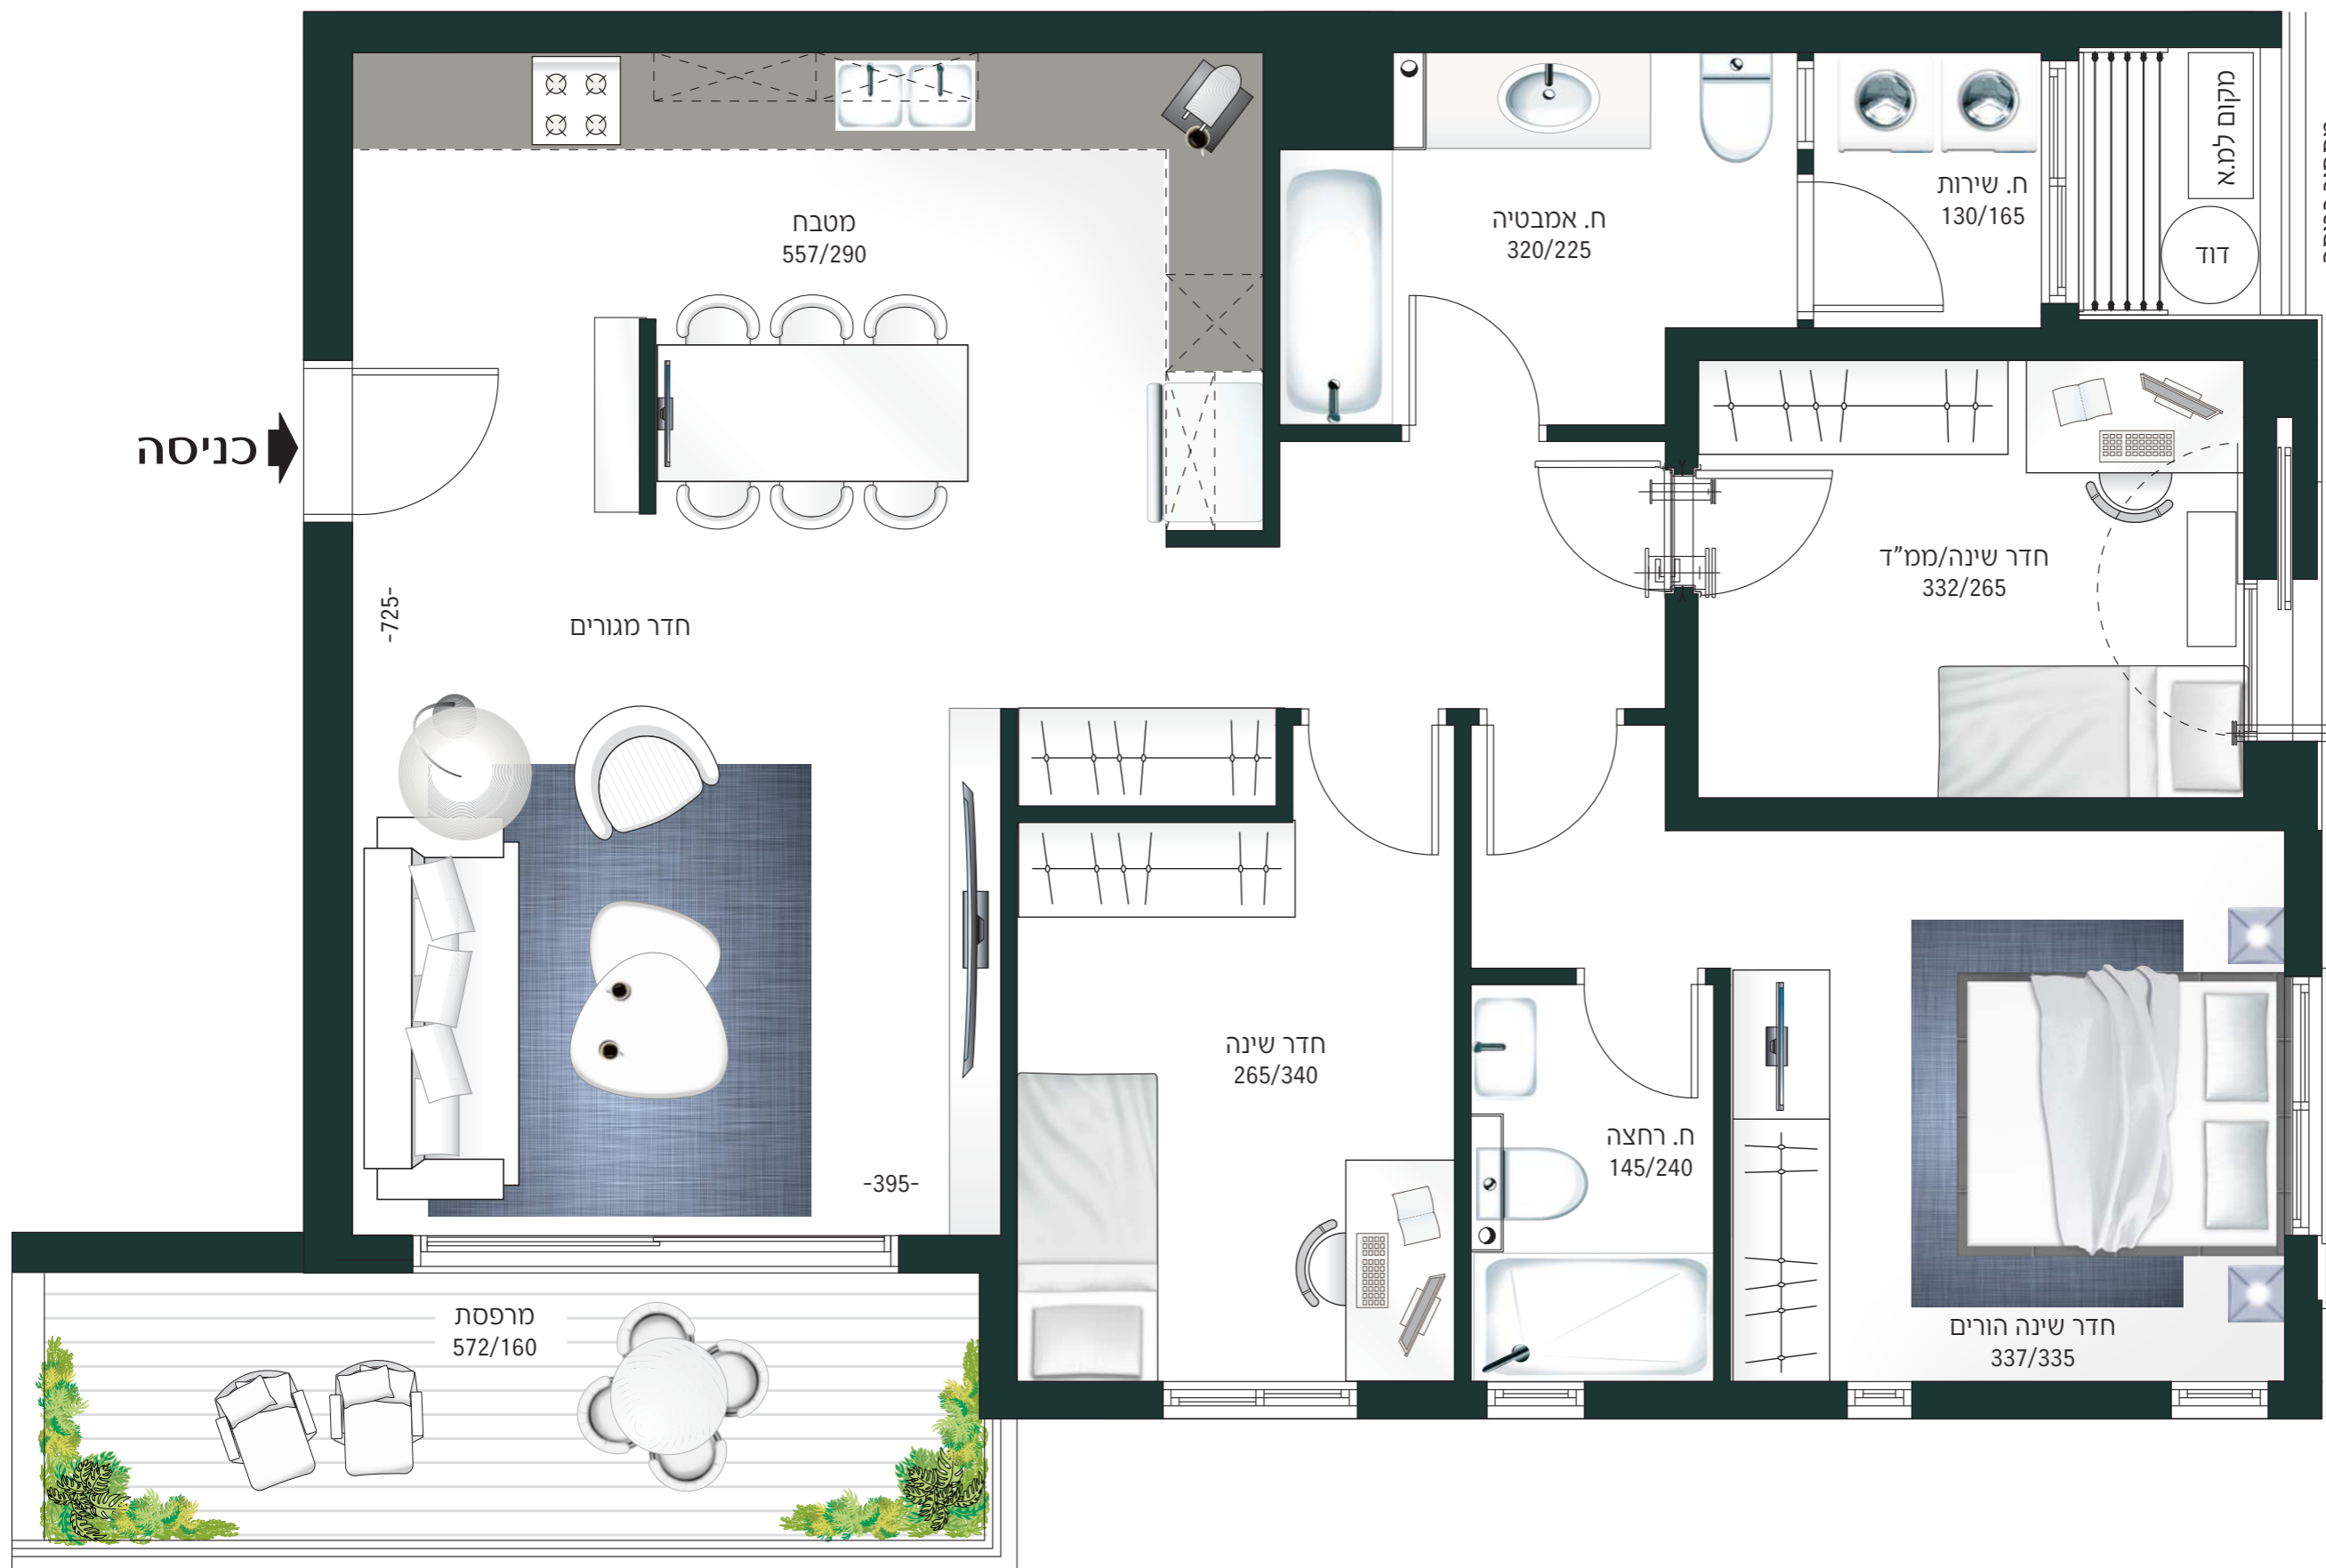 מקום למ.א
דוד
ח. שירות
130/165
ח. אמבטיה
320/225
מטבח
557/290
כניסה
חדר שינה/ממ"ד
332/265
-725-
חדר מגורים
חדר שינה
265/340
ח. רחצה
145/240
-395-
מרפסת
572/160
חדר שינה הורים
337/335